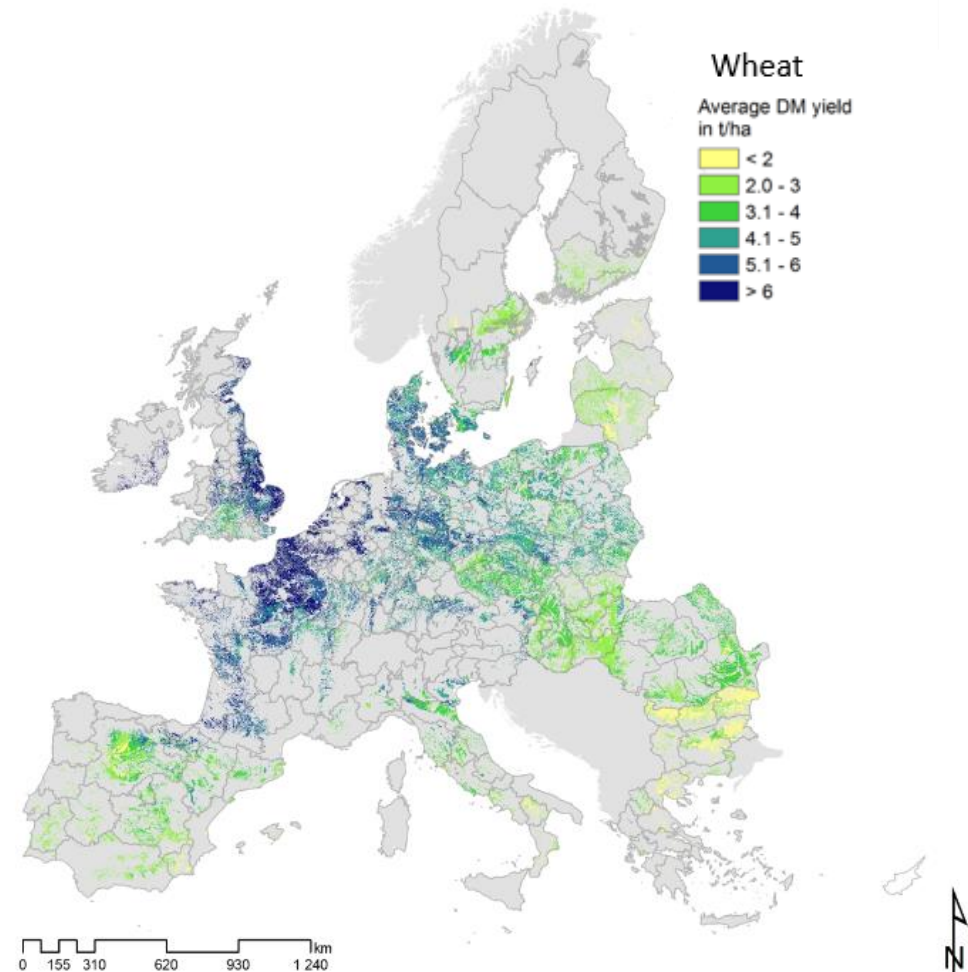 Wheat
Average DM yield
in t/ha
< 2
2.0 - 3
3.1 - 4
4.1 - 5
5.1 - 6
> 6
km
0 155 310 620 930 1 240
N